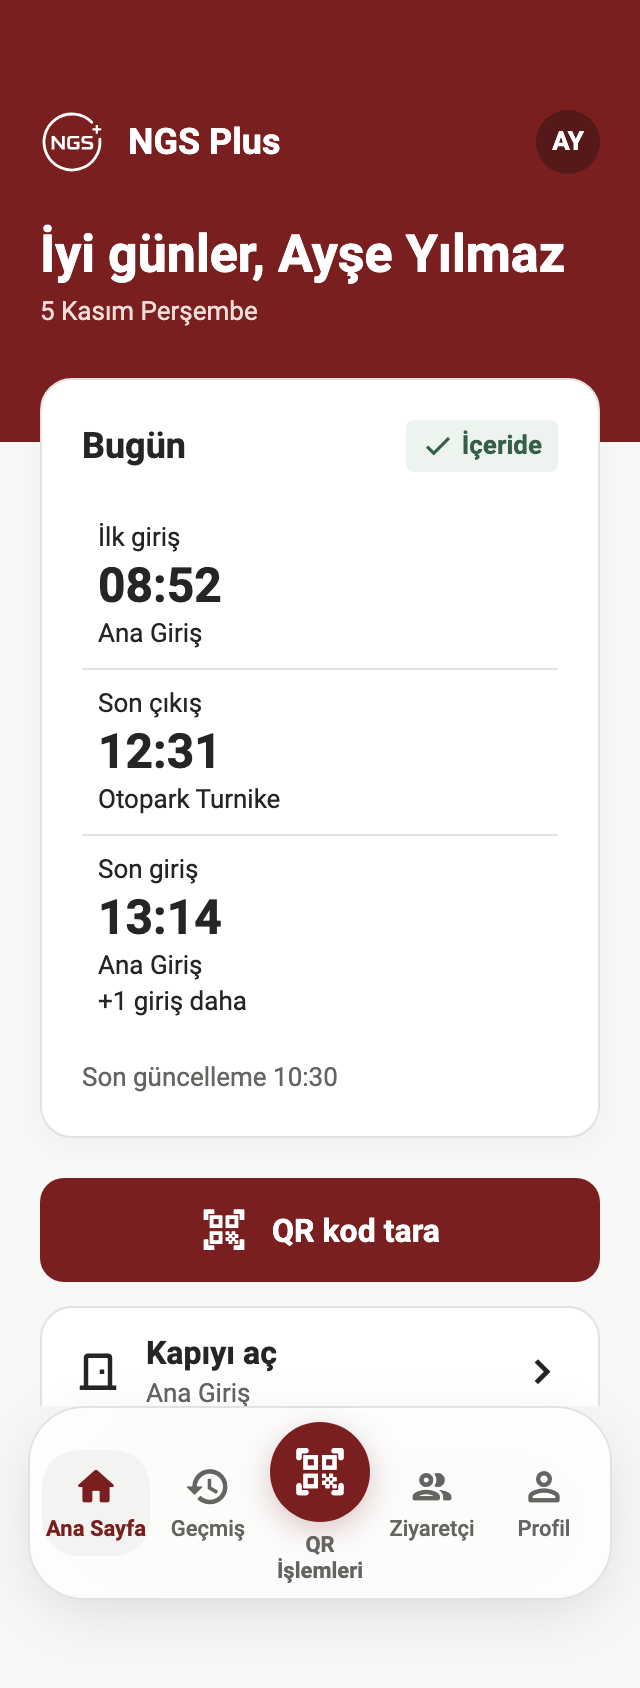 NGS+
NGS Plus
AY
İyi günler, Ayşe Yılmaz
5 Kasım Perşembe
Bugün
İçeride
İlk giriş
08:52
Ana Giriş
Son çıkış
12:31
Otopark Turnike
Son giriş
13:14
Ana Giriş
+1 giriş daha
Son güncelleme 10:30
QR kod tara
Kapıyı aç
Ana Giriş
Ana Sayfa
Geçmiş
QR
İşlemleri
Ziyaretçi
Profil